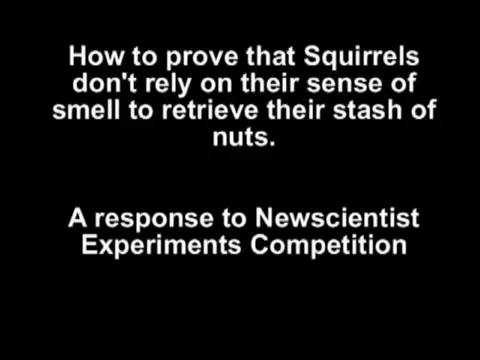 How to prove that Squirrels
don't rely on their sense of
smell to retrieve their stash of
nuts.
A response to Newscientist
Experiments Competition